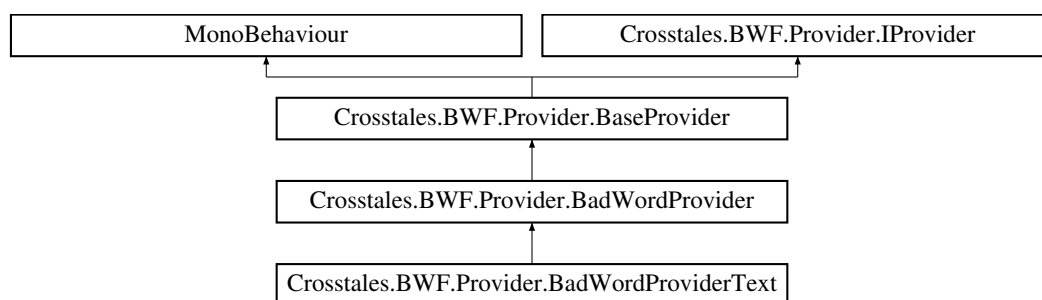 MonoBehaviour
Crosstales.BWF.Provider.IProvider
Crosstales.BWF.Provider.BaseProvider
Crosstales.BWF.Provider.BadWordProvider
Crosstales.BWF.Provider.BadWordProviderText